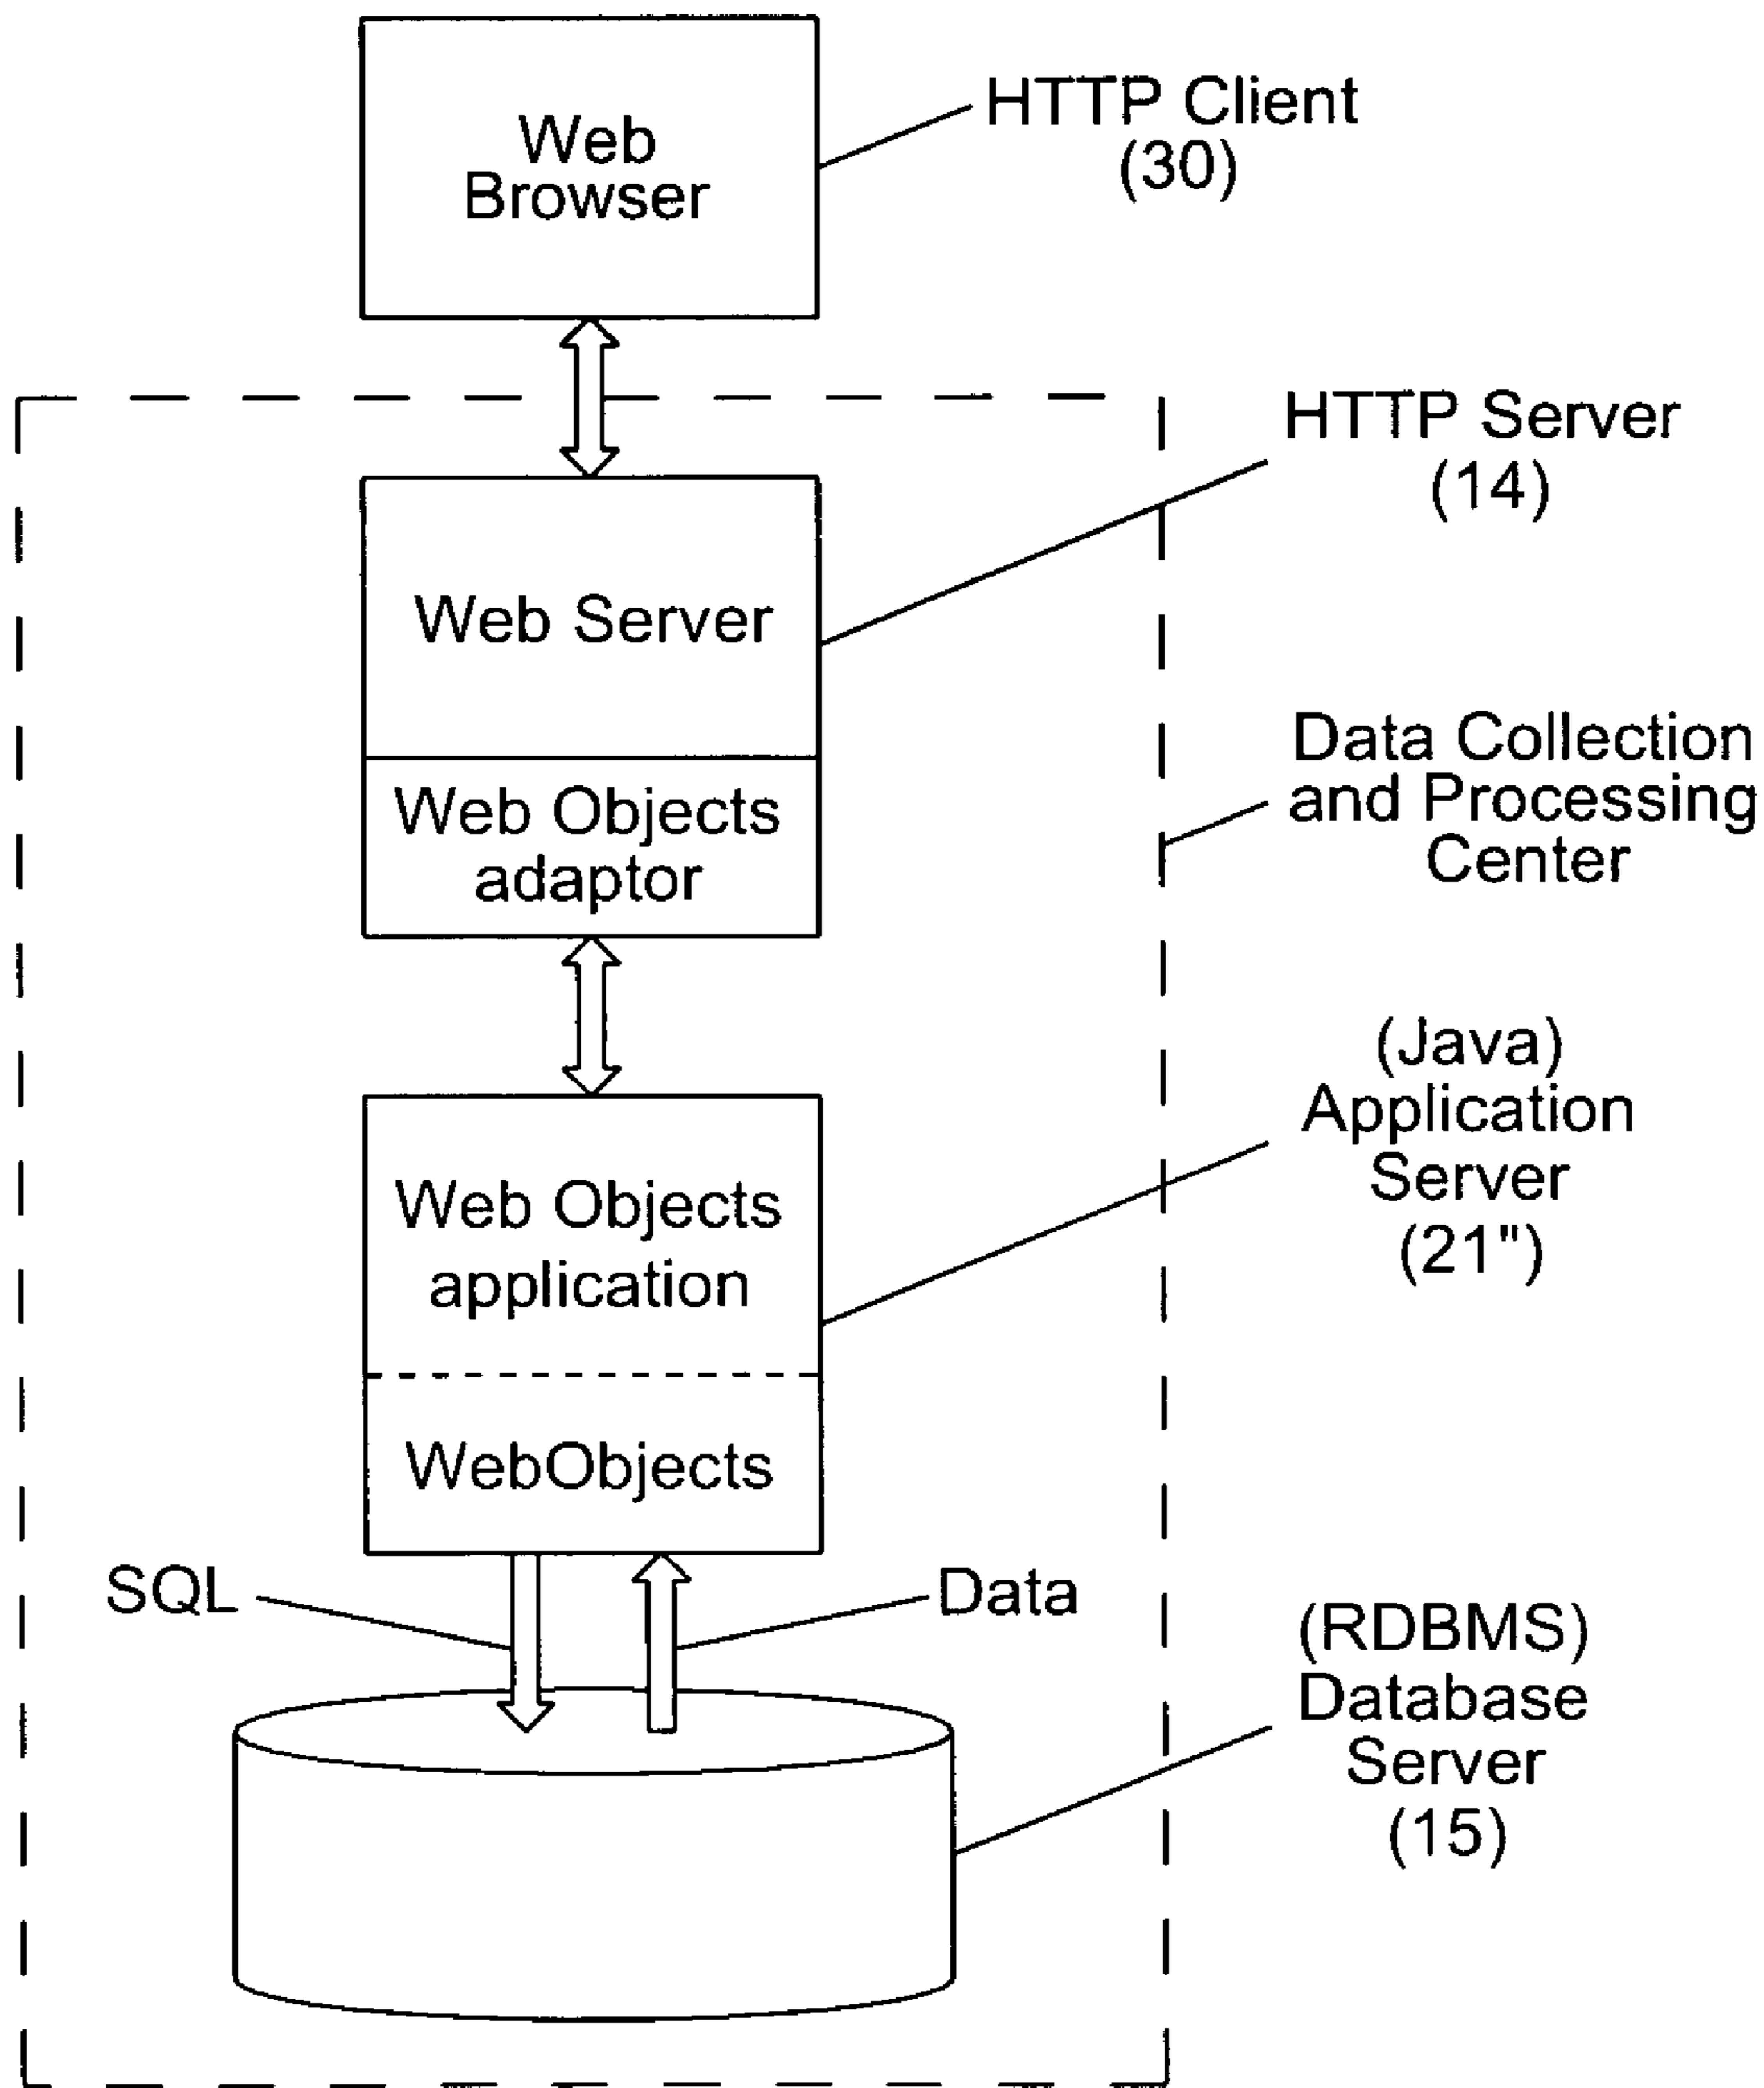 Web
Browser
HTTP Client
(30)
HTTP Server
(14)
Web Server
Web Objects
adaptor
Data Collection
and Processing
Center
(Java)
Application
Server
(21")
Web Objects
application
WebObjects
SQL
Data
(RDBMS)
Database
Server
(15)